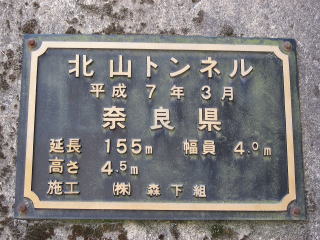 北山トンネル
平成 7 年 3 月
奈良県
延長 155m 幅員 4.0m
高さ 4.5m
施工 (株) 森下組